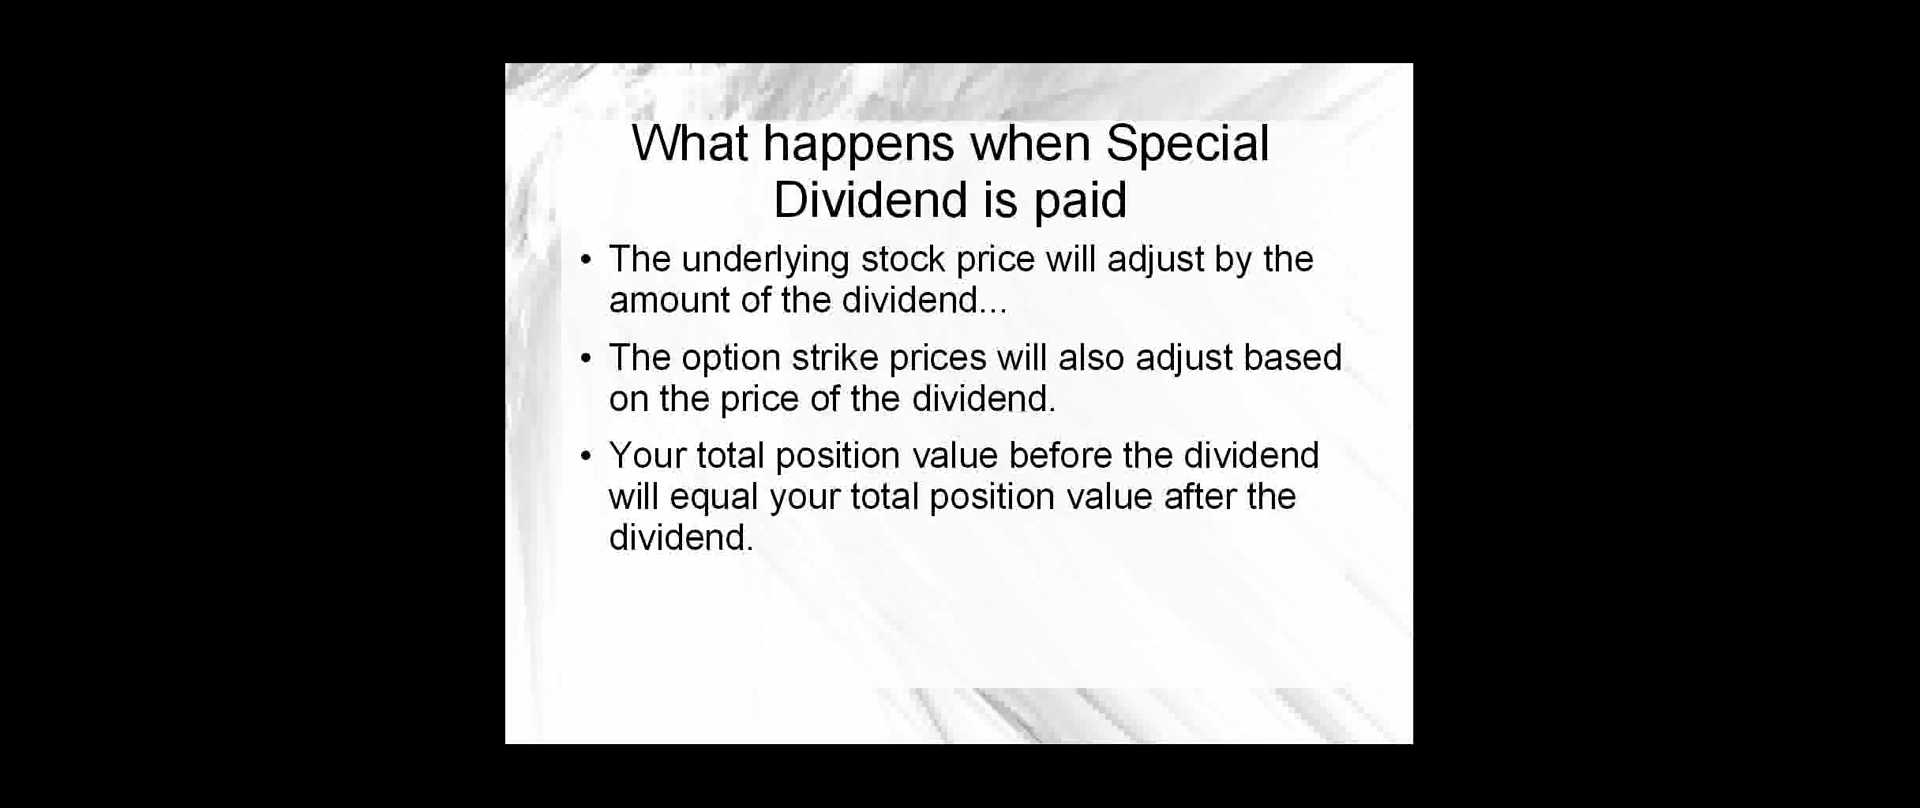 What happens when Special
Dividend is paid
• The underlying stock price will adjust by the
amount of the dividend...
• The option strike prices will also adjust based
on the price of the dividend.
• Your total position value before the dividend
will equal your total position value after the
dividend.